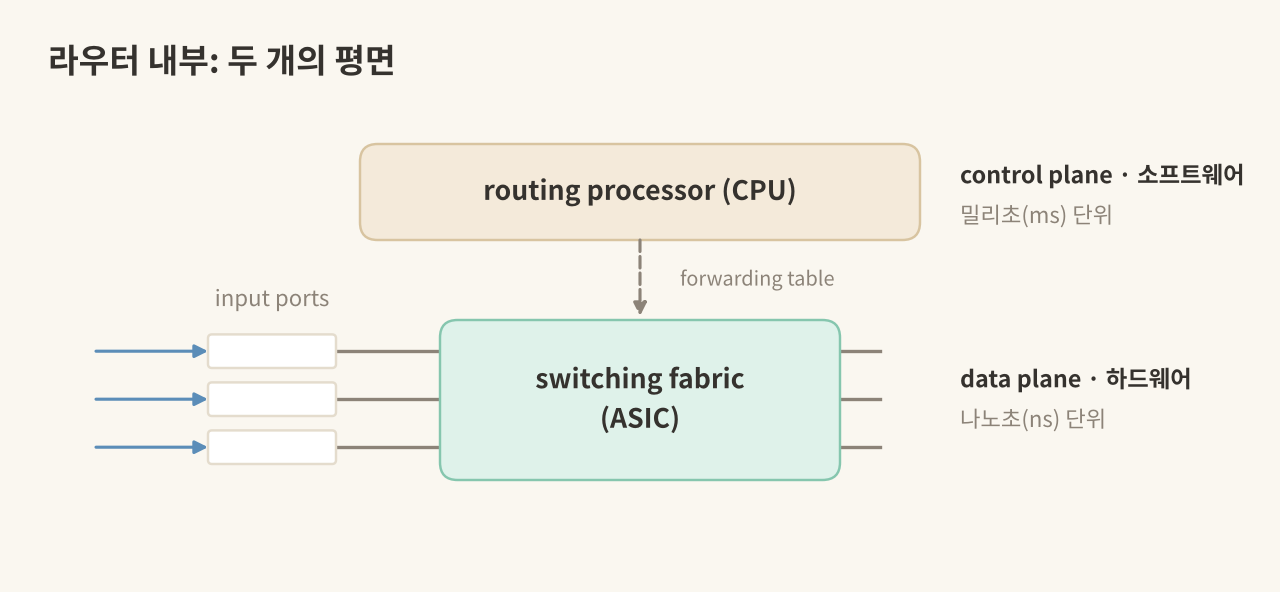 라우터 내부: 두 개의 평면
routing processor (CPU)
control plane · 소프트웨어
밀리초(ms) 단위
forwarding table
input ports
switching fabric
(ASIC)
data plane · 하드웨어
나노초(ns) 단위